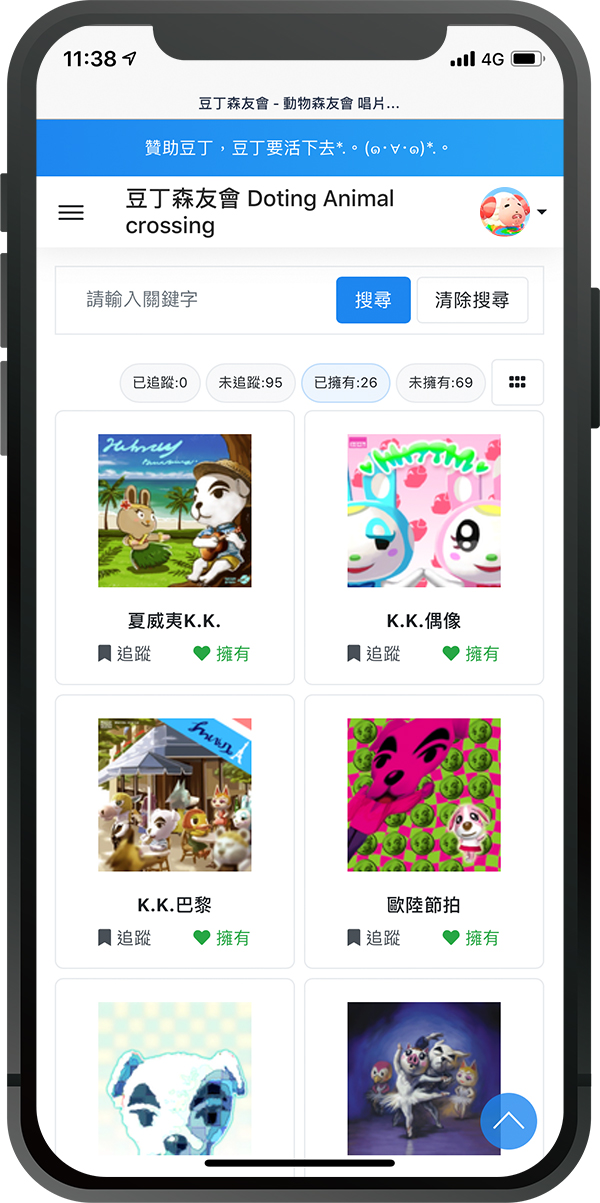 11:38
4G
豆丁森友會 - 動物森友會 唱片...
贊助豆丁，豆丁要活下去*.。(๑･∀･๑)*.。
豆丁森友會 Doting Animal
crossing
請輸入關鍵字
搜尋
清除搜尋
已追蹤:0
未追蹤:95
已擁有:26
未擁有:69
夏威夷K.K.
K.K.偶像
追蹤
擁有
追蹤
擁有
K.K.巴黎
歐陸節拍
追蹤
擁有
追蹤
擁有